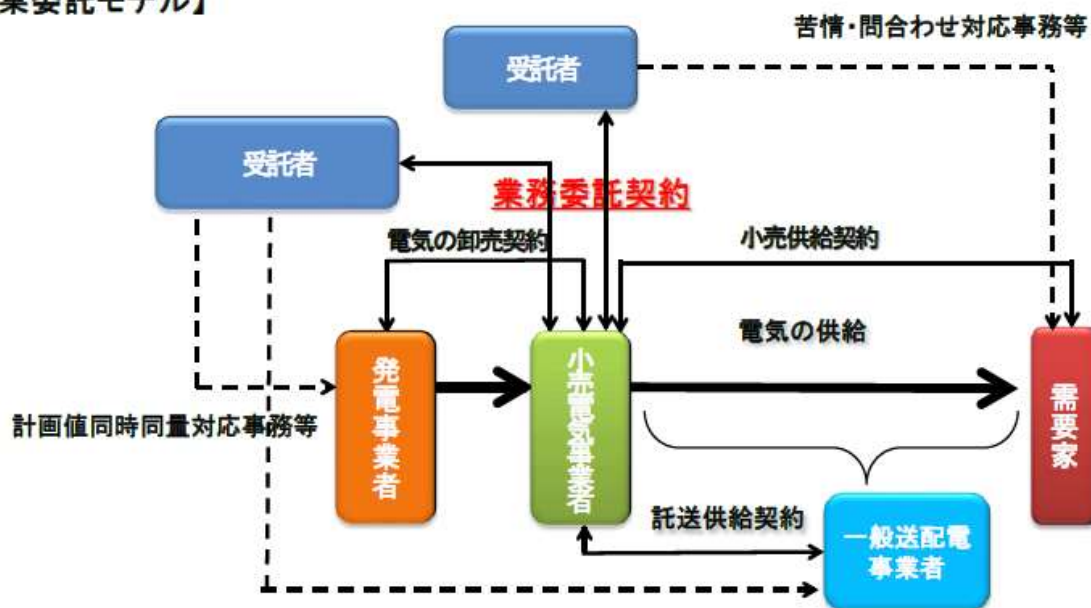 業委託モデル】
苦情・問合わせ対応事務等
受託者
受託者
業務委託契約
電気の卸売契約
小売供給契約
電気の供給
発電事業者
小売電気事業者
需要家
計画値同時同量対応事務等
託送供給契約
一般送配電
事業者